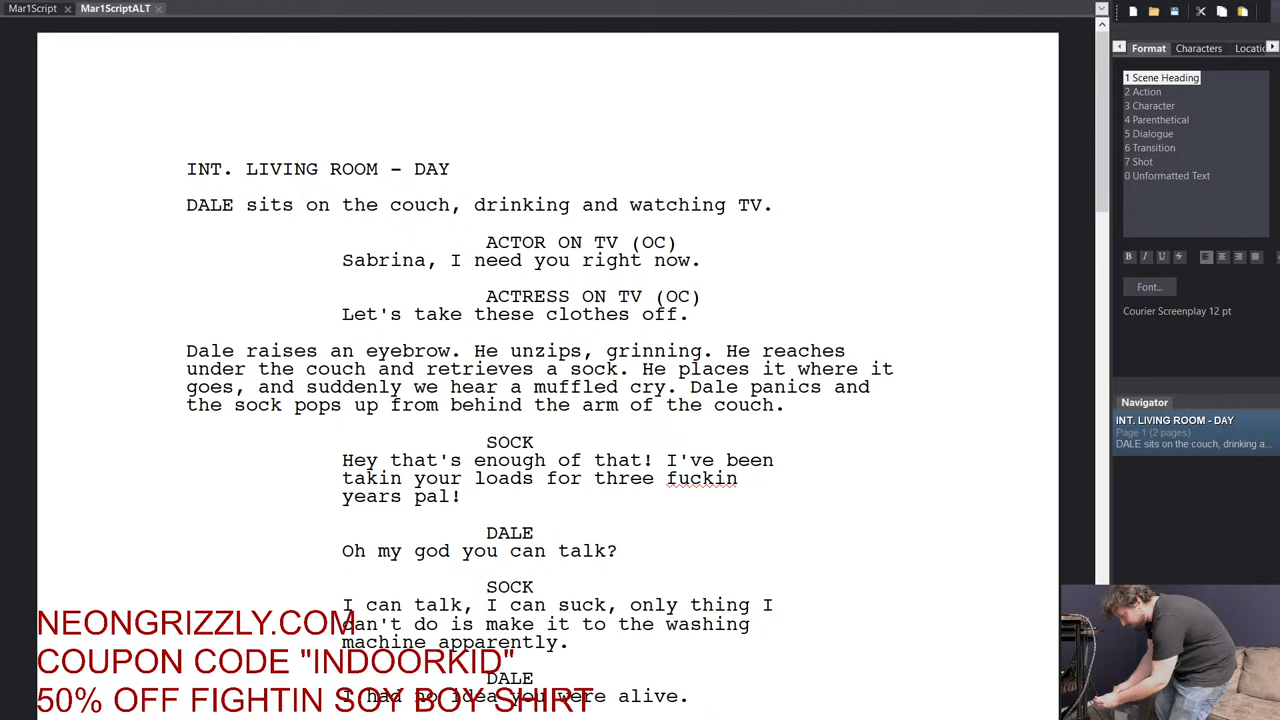 Mar1Script
Mar1ScriptALT
INT. LIVING ROOM - DAY
DALE sits on the couch, drinking and watching TV.
ACTOR ON TV (OC)
Sabrina, I need you right now.
ACTRESS ON TV (OC)
Let's take these clothes off.
Dale raises an eyebrow. He unzips, grinning. He reaches
under the couch and retrieves a sock. He places it where it
goes, and suddenly we hear a muffled cry. Dale panics and
the sock pops up from behind the arm of the couch.
SOCK
Hey that's enough of that! I've been
takin your loads for three fuckin
years pal!
DALE
Oh my god you can talk?
SOCK
I can talk, I can suck, only thing I
can't do is make it to the washing
machine apparently.
DALE
I had no idea you were alive.
NEONGRIZZLY.COM
COUPON CODE "INDOORKID"
50% OFF FIGHTIN SOY BOY SHIRT
Format Characters Locatio
1 Scene Heading
2 Action
3 Character
4 Parenthetical
5 Dialogue
6 Transition
7 Shot
0 Unformatted Text
B I U S
Font...
Courier Screenplay 12 pt
Navigator
INT. LIVING ROOM - DAY
Page 1 (2 pages)
DALE sits on the couch, drinking a...